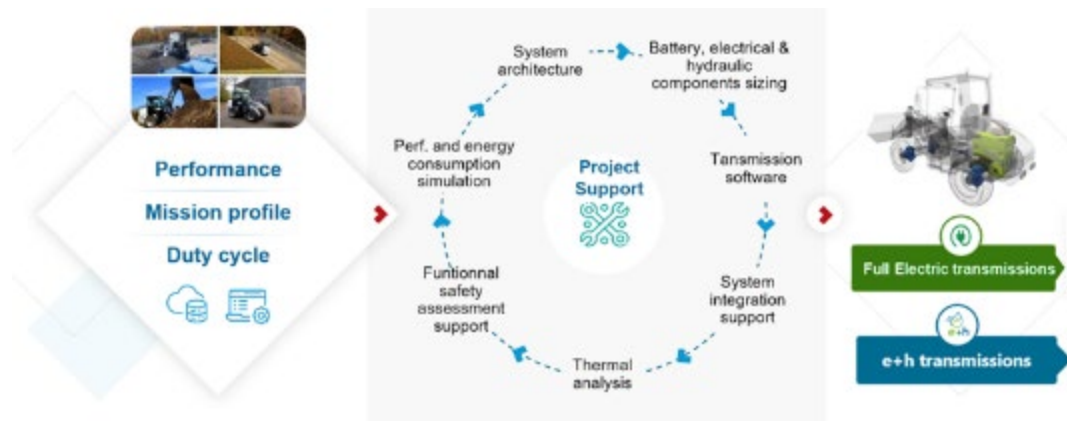 Performance
Mission profile
Duty cycle
System
architecture
Battery, electrical &
hydraulic
components sizing
Tansmission
software
System
integration
support
Thermal
analysis
Funtionnal
safety
assessment
support
Perf. and energy
consumption
simulation
Project
Support
Full Electric transmissions
e+h
e+h transmissions